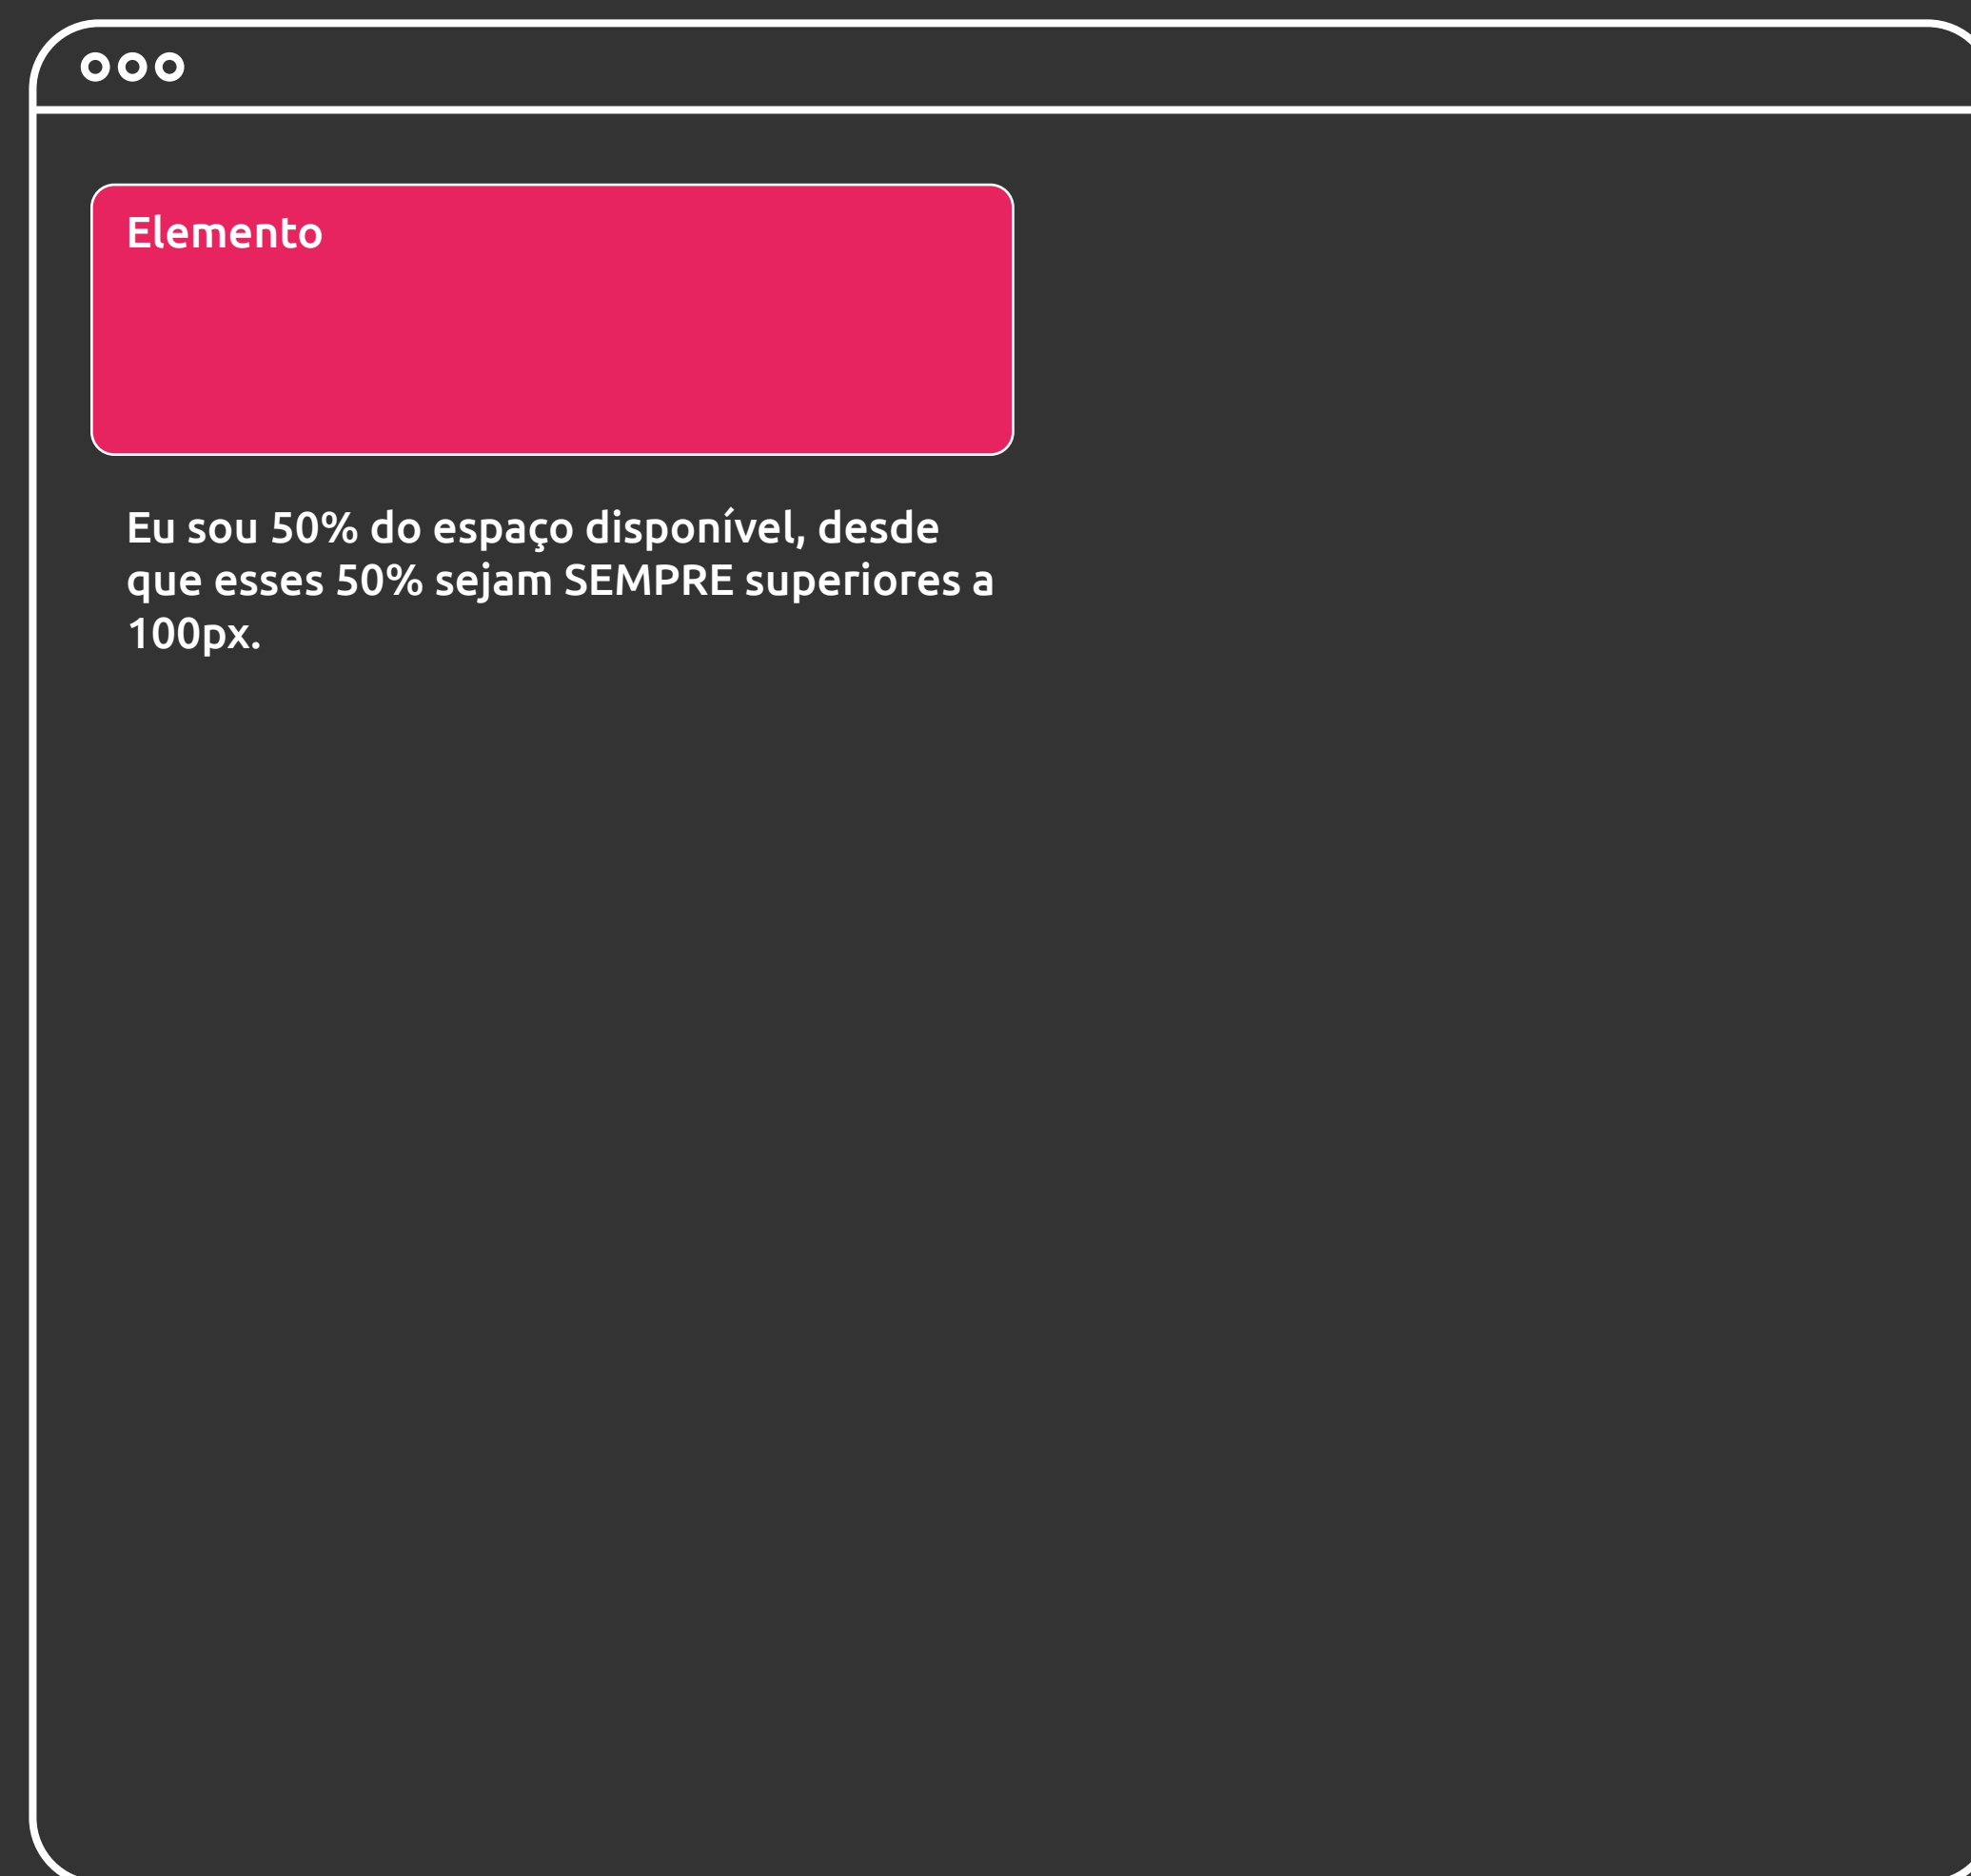 Elemento
Eu sou 50% do espaço disponível, desde
que esses 50% sejam SEMPRE superiores a
100px.